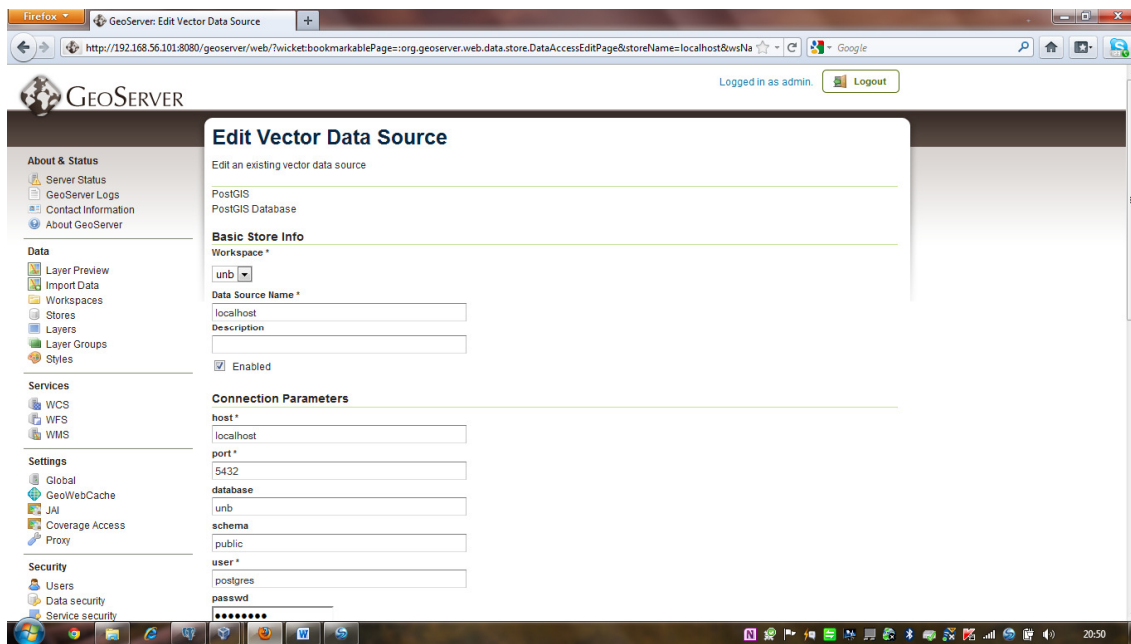 Firefox
GeoServer: Edit Vector Data Source
http://192.168.56.101:8080/geoserver/web/?wicket:bookmarkablePage=:org.geoserver.web.data.store.DataAccessEditPage&storeName=localhost&wsNa
Google
GEOSERVER
Logged in as admin.
Logout
About & Status
Server Status
GeoServer Logs
Contact Information
About GeoServer
Data
Layer Preview
Import Data
Workspaces
Stores
Layers
Layer Groups
Styles
Services
WCS
WFS
WMS
Settings
Global
GeoWebCache
JAI
Coverage Access
Proxy
Security
Users
Data security
Service security
Edit Vector Data Source
Edit an existing vector data source
PostGIS
PostGIS Database
Basic Store Info
Workspace *
unb
Data Source Name *
localhost
Description
Enabled
Connection Parameters
host *
localhost
port *
5432
database
unb
schema
public
user *
postgres
passwd
••••••••
20:50